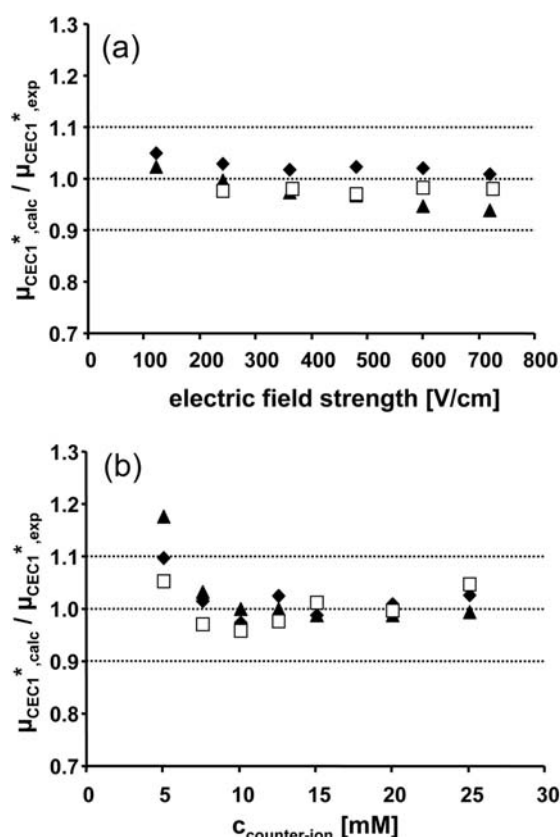 1.3
(a)
1.2
1.1
1.0
0.9
0.8
0.7
μCEC1*,calc / μCEC1*,exp
0 100 200 300 400 500 600 700 800
electric field strength [V/cm]
1.3
(b)
1.2
1.1
1.0
0.9
0.8
0.7
μCEC1*,calc / μCEC1*,exp
0 5 10 15 20 25 30
ccounter-ion [mM]